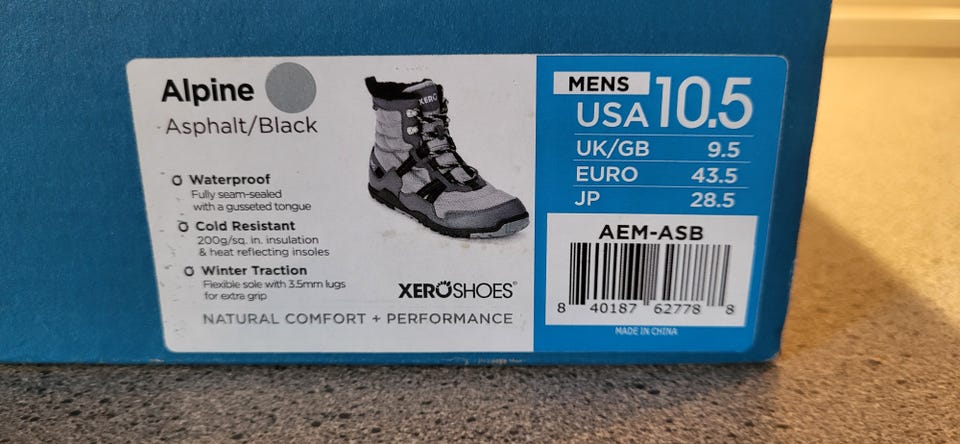 Alpine
Asphalt/Black
Waterproof
Fully seam-sealed
with a gusseted tongue
Cold Resistant
200g/sq. in. insulation
& heat reflecting insoles
Winter Traction
Flexible sole with 3.5mm lugs
for extra grip
XERO
XEROSHOES®
NATURAL COMFORT + PERFORMANCE
MENS
USA 10.5
UK/GB 9.5
EURO 43.5
JP 28.5
AEM-ASB
8 40187 62778 8
MADE IN CHINA